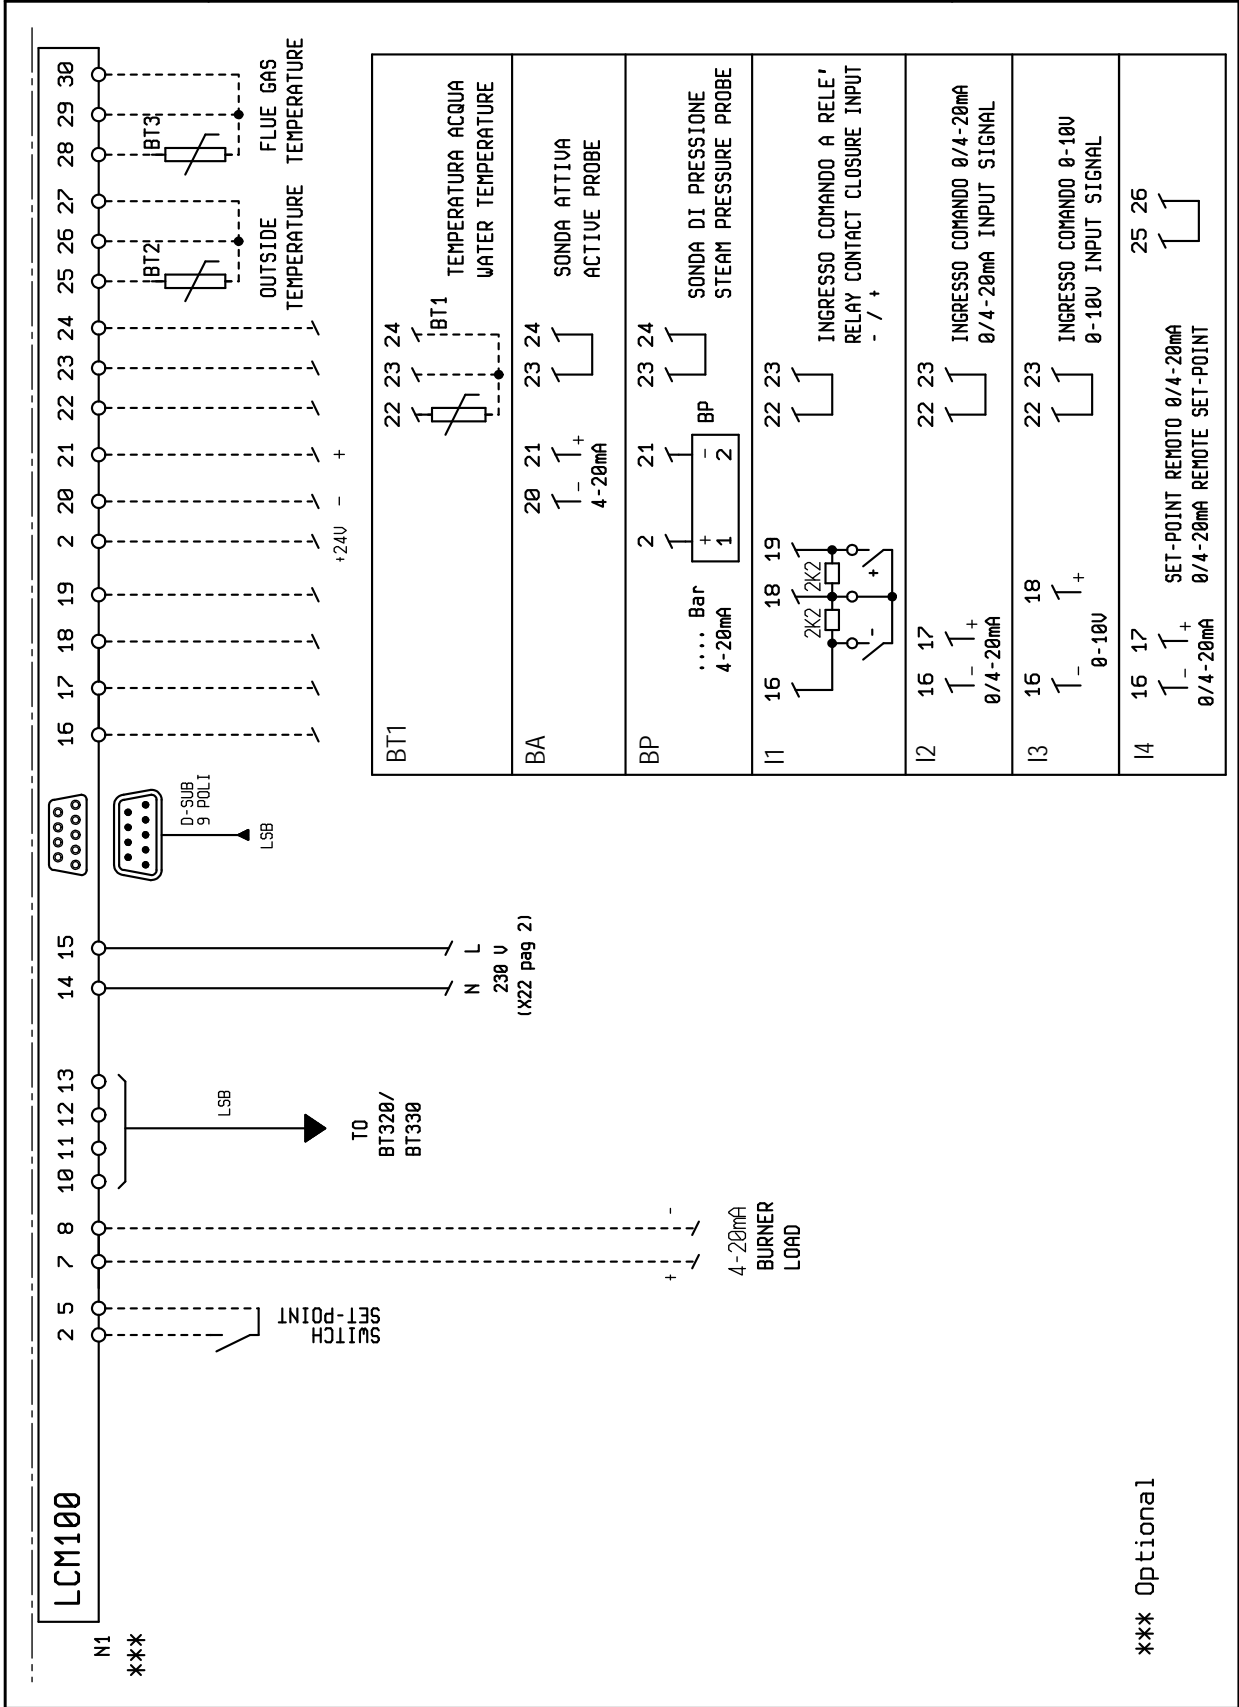 LCM100
N1
***
2 5 7 8 10 11 12 13 14 15 16 17 18 19 2 20 21 22 23 24 25 26 27 28 29 30
SWITCH
SET-POINT
+ -
4-20mA
BURNER
LOAD
LSB
TO
BT320/
BT330
N L
230 V
(X22 pag 2)
D-SUB
9 POLI
LSB
+24V - +
BT2
OUTSIDE
TEMPERATURE
BT3
FLUE GAS
TEMPERATURE
BT1
22 23 24
BT1
TEMPERATURA ACQUA
WATER TEMPERATURE
BA
20 21 23 24
- +
4-20mA
SONDA ATTIVA
ACTIVE PROBE
BP
2 21 23 24
.... Bar
4-20mA
+ -
1 2
BP
SONDA DI PRESSIONE
STEAM PRESSURE PROBE
I1
16 18 19 22 23
2K2 2K2
- +
INGRESSO COMANDO A RELE'
RELAY CONTACT CLOSURE INPUT
- / +
I2
16 17 22 23
- +
0/4-20mA
INGRESSO COMANDO 0/4-20mA
0/4-20mA INPUT SIGNAL
I3
16 18 22 23
- +
0-10V
INGRESSO COMANDO 0-10V
0-10V INPUT SIGNAL
I4
16 17 25 26
- +
0/4-20mA
SET-POINT REMOTO 0/4-20mA
0/4-20mA REMOTE SET-POINT
*** Optional